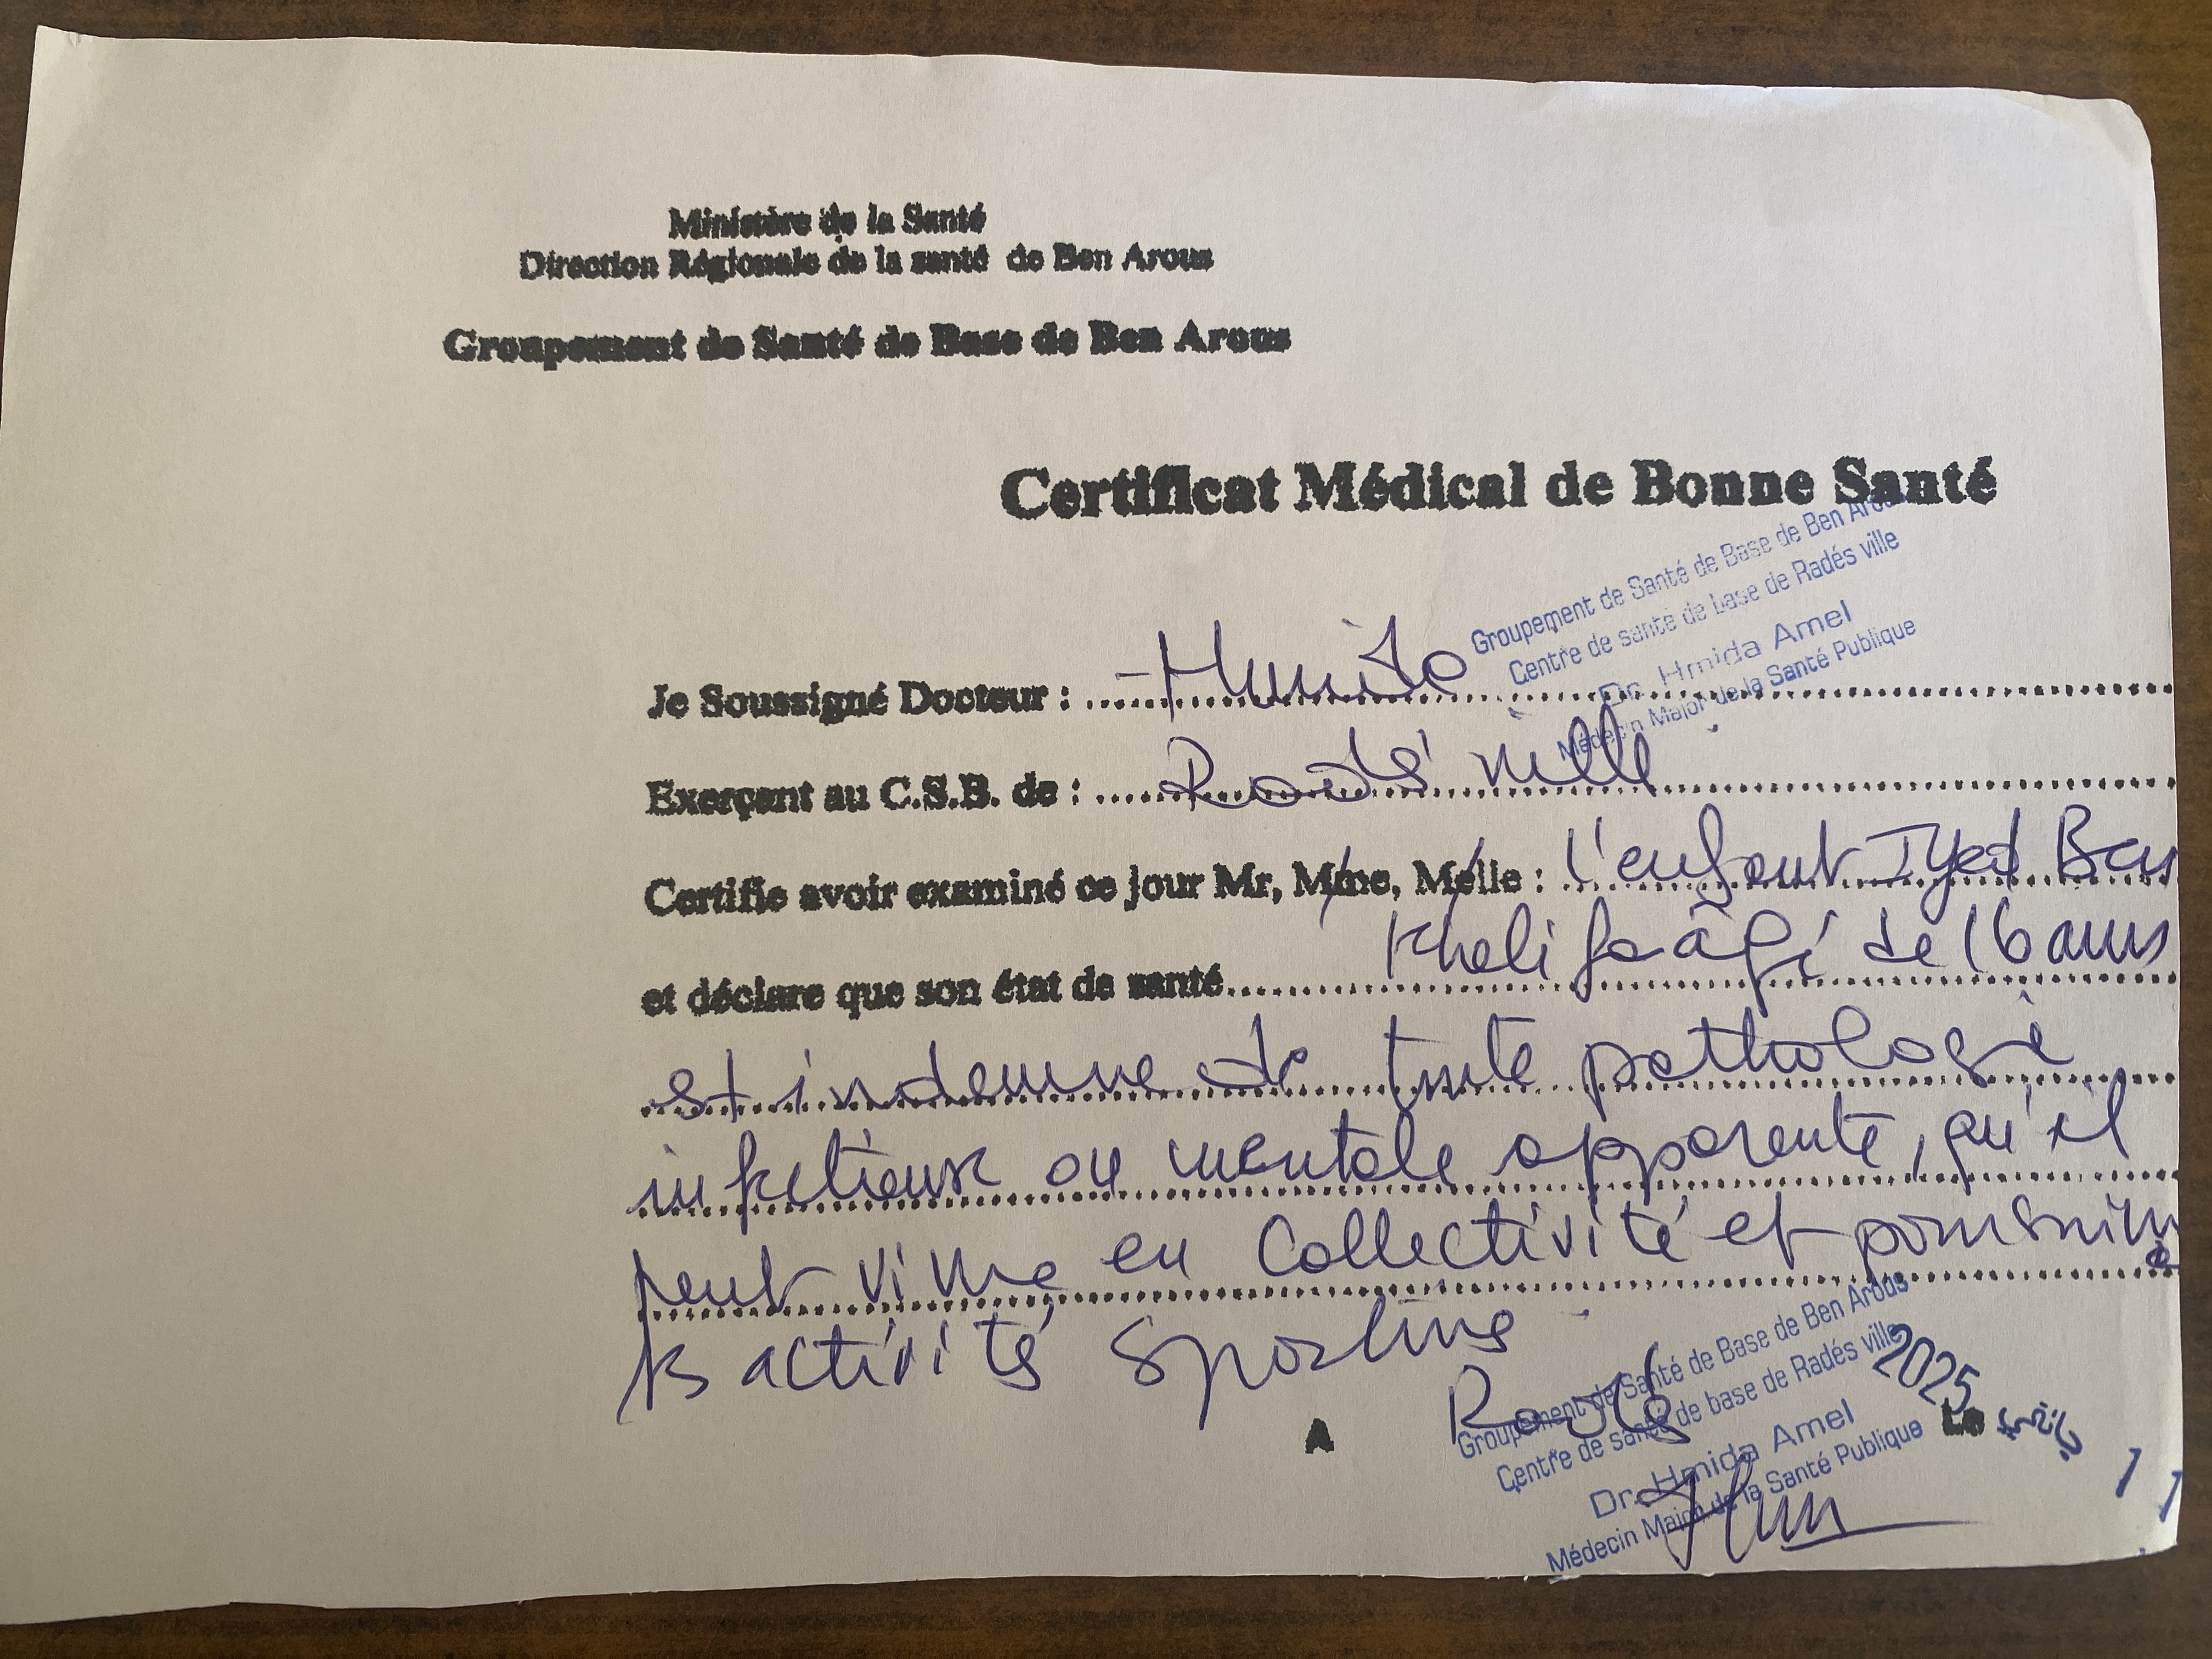 Ministère de la Santé
Direction Régionale de la santé de Ben Arous
Groupement de Santé de Base de Ben Arous
Certificat Médical de Bonne Santé
Groupement de Santé de Base de Ben Arous
Centre de santé de base de Radés ville
Dr. Hmida Amel
Médecin Major de la Santé Publique
Je Soussigné Docteur : Hmida
Exerçant au C.S.B. de : Radés ville
Certifie avoir examiné ce jour Mr, Mme, Melle : l'enfant Iyed Ben
Khelifa âgé de 16 ans
et déclare que son état de santé
est indemne de toute pathologie
infectieuse ou mentale apparente, qu'il
peut vivre en collectivité et poursuivre
les activités sportives.
A Radés Le
Groupement de Santé de Base de Ben Arous
Centre de santé de base de Radés ville
Dr. Hmida Amel
Médecin Major de la Santé Publique
2025
11